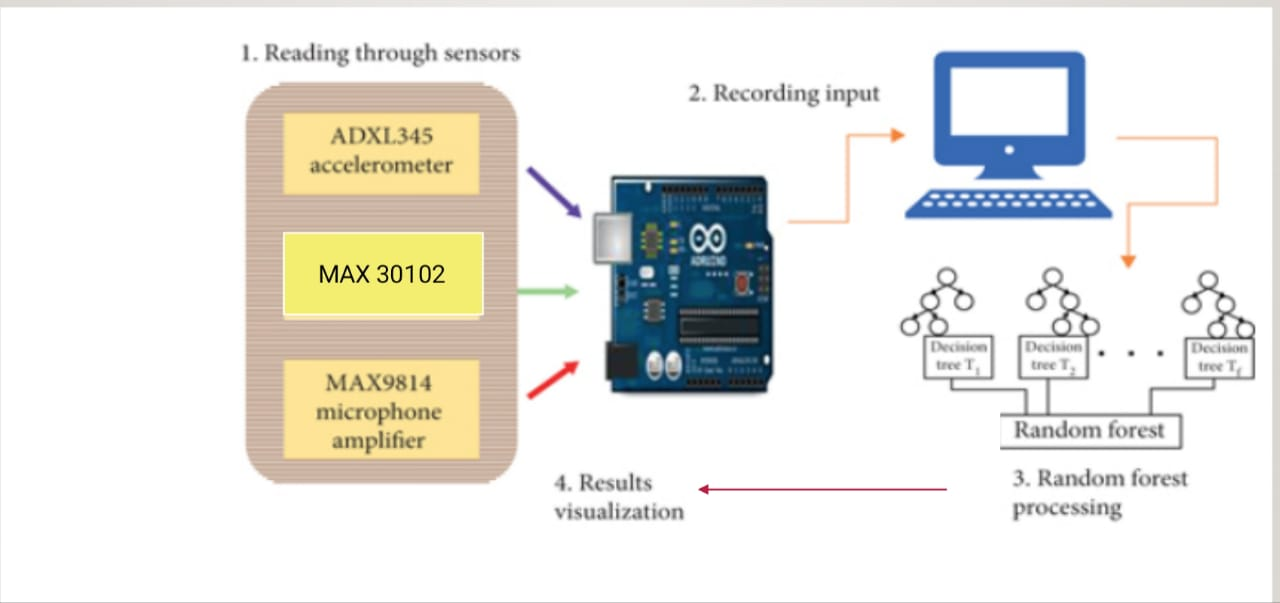 1. Reading through sensors
ADXL345
accelerometer
MAX 30102
MAX9814
microphone
amplifier
2. Recording input
ARDUINO
Decision
tree T1
Decision
tree T2
Decision
tree Tf
Random forest
3. Random forest
processing
4. Results
visualization